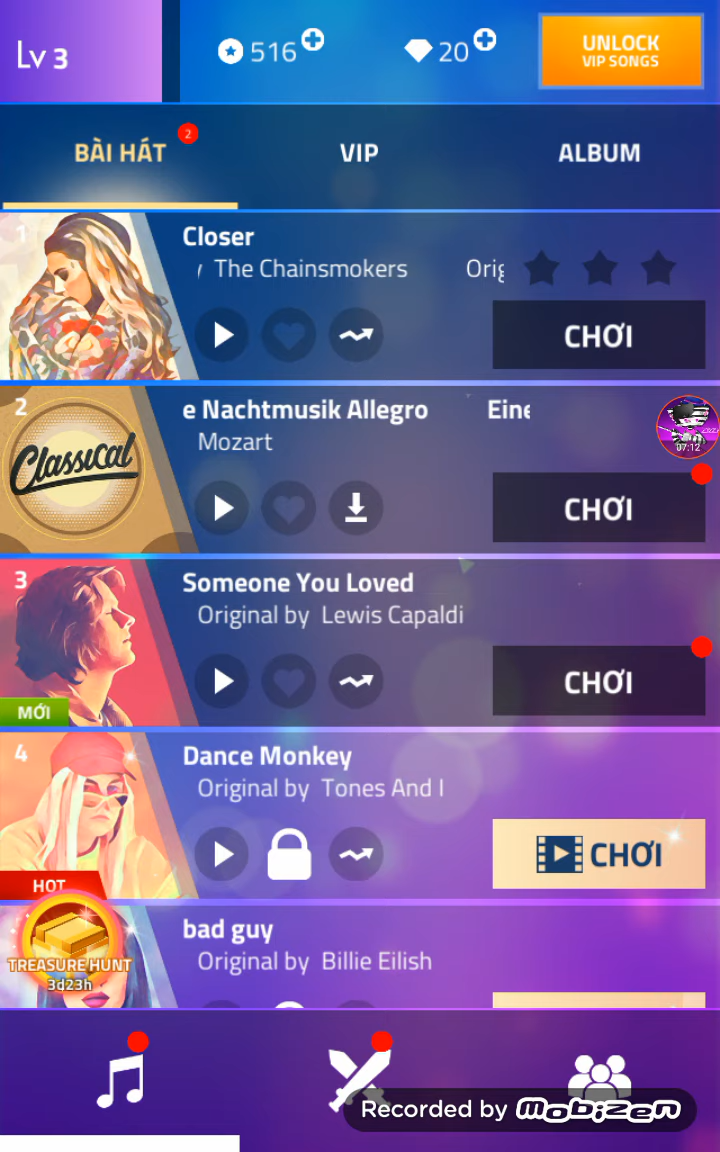 Lv 3
516
20
UNLOCK
VIP SONGS
BÀI HÁT
2
VIP
ALBUM
1
Closer
y The Chainsmokers Orig
CHƠI
2
Classical
e Nachtmusik Allegro Eine
Mozart
07:12
CHƠI
3
Someone You Loved
Original by Lewis Capaldi
MỚI
CHƠI
4
Dance Monkey
Original by Tones And I
HOT
CHƠI
bad guy
Original by Billie Eilish
TREASURE HUNT
3d23h
Recorded by Mobizen